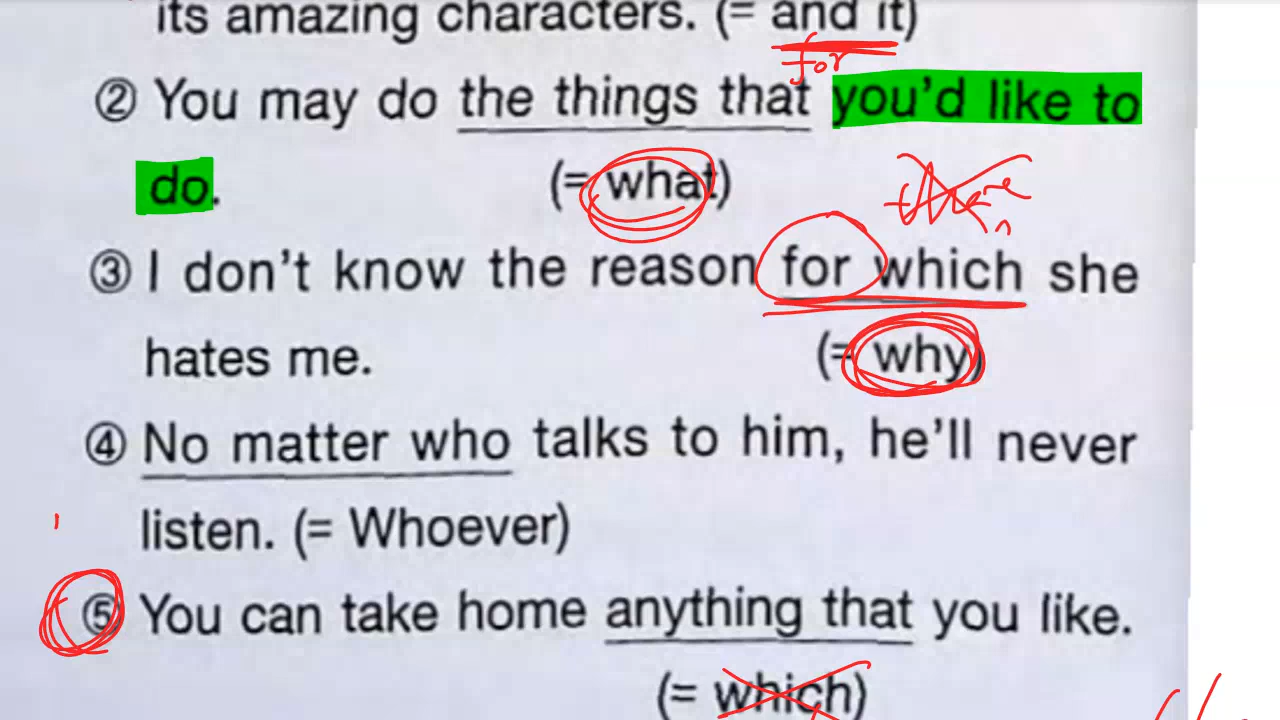 its amazing characters. (= and it)
for
② You may do the things that you'd like to
do.
(= what)
③ I don't know the reason for which she
hates me.
(= why)
④ No matter who talks to him, he'll never
listen. (= Whoever)
⑤ You can take home anything that you like.
(= which)